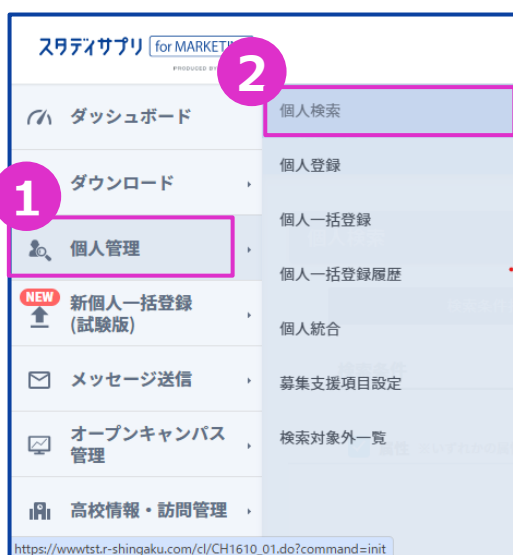 スタディサプリ for MARKETI
PRODUCED BY
2
ダッシュボード
個人検索
ダウンロード
個人登録
1
個人一括登録
個人管理
個人一括登録履歴
NEW
新個人一括登録
(試験版)
個人統合
メッセージ送信
募集支援項目設定
オープンキャンパス
管理
検索対象外一覧
高校情報・訪問管理
https://wwwtst.r-shingaku.com/cl/CH1610_01.do?command=init